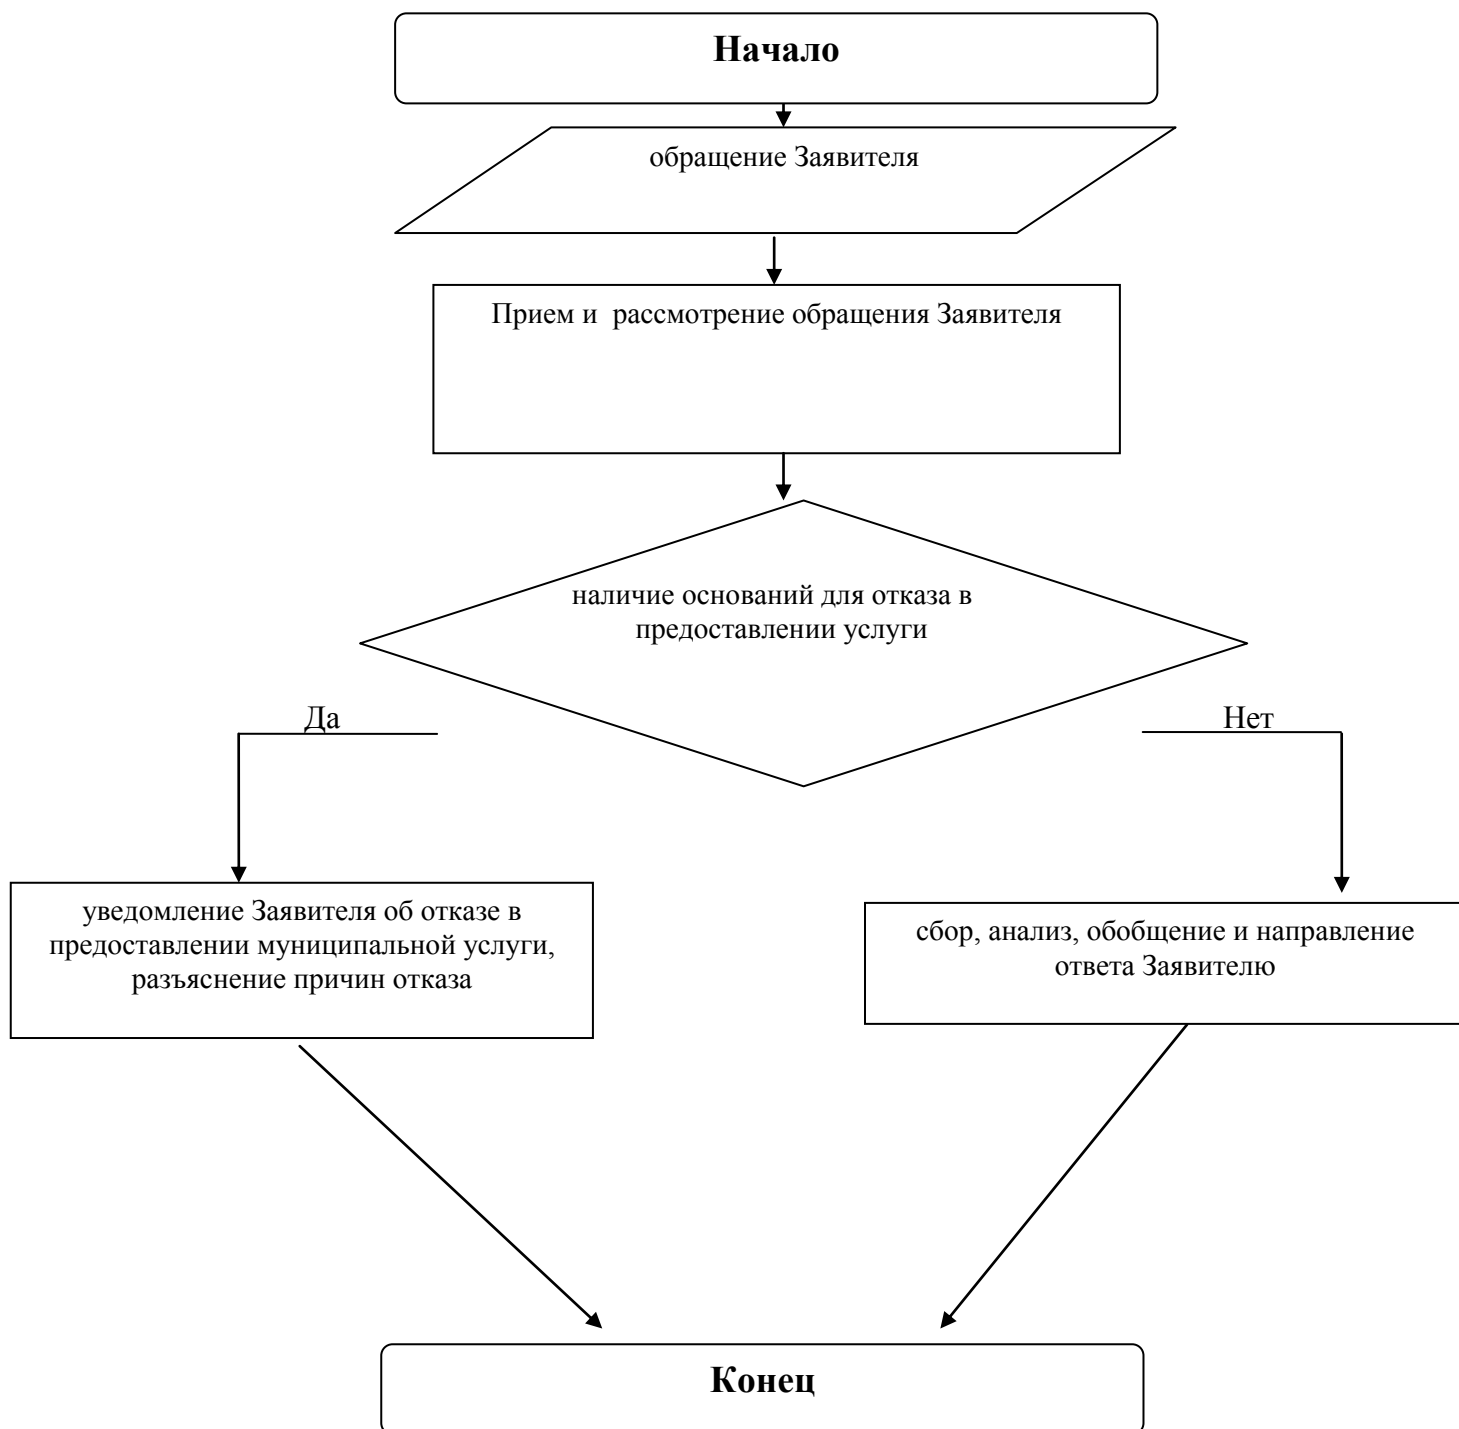 Начало
обращение Заявителя
Прием и  рассмотрение обращения Заявителя
наличие оснований для отказа в
предоставлении услуги
Да
Нет
уведомление Заявителя об отказе в
предоставлении муниципальной услуги,
разъяснение причин отказа
сбор, анализ, обобщение и направление
ответа Заявителю
Конец